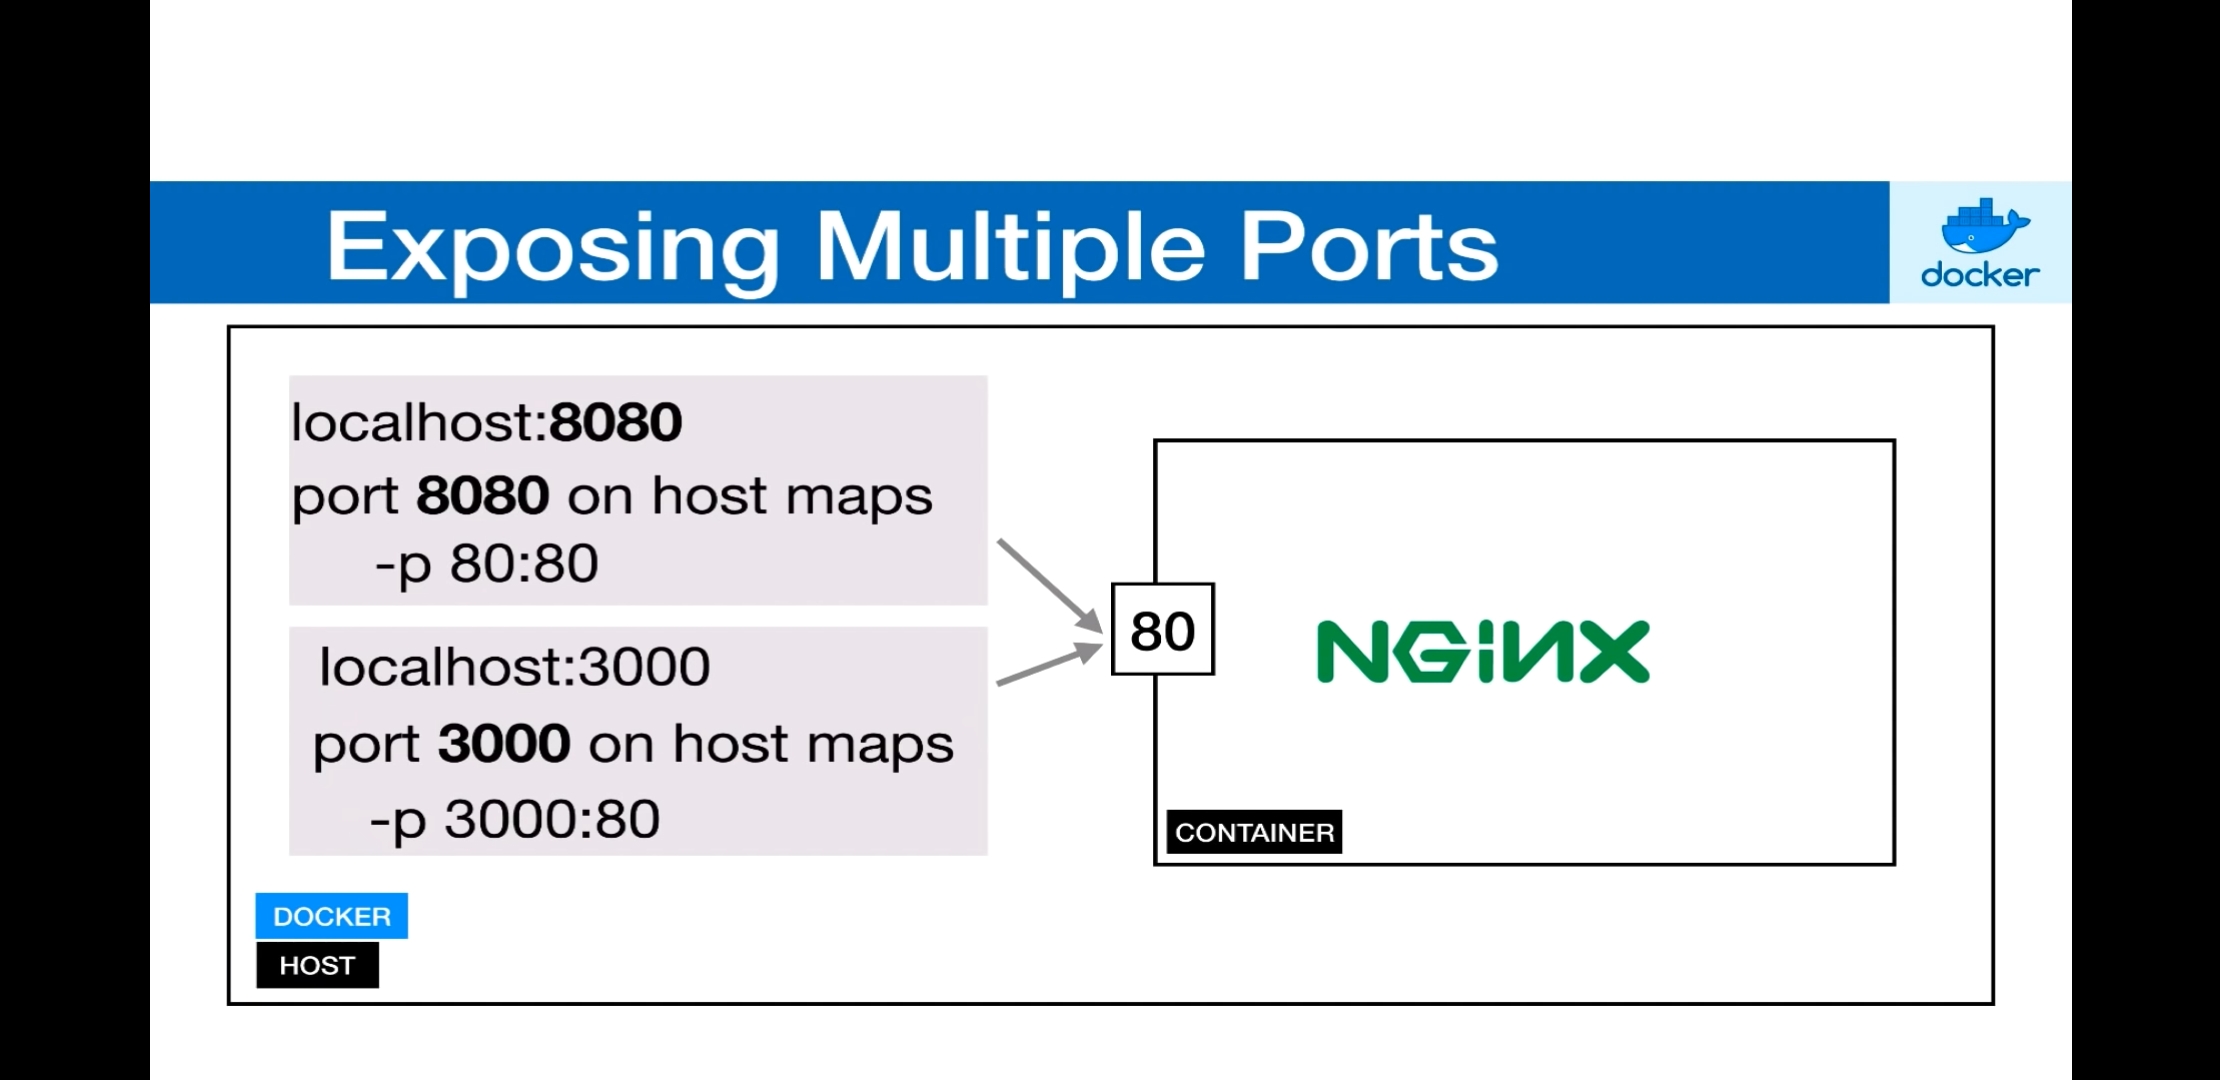 Exposing Multiple Ports
docker
localhost:8080
port 8080 on host maps
-p 80:80
localhost:3000
port 3000 on host maps
-p 3000:80
80
NGiNX
CONTAINER
DOCKER
HOST